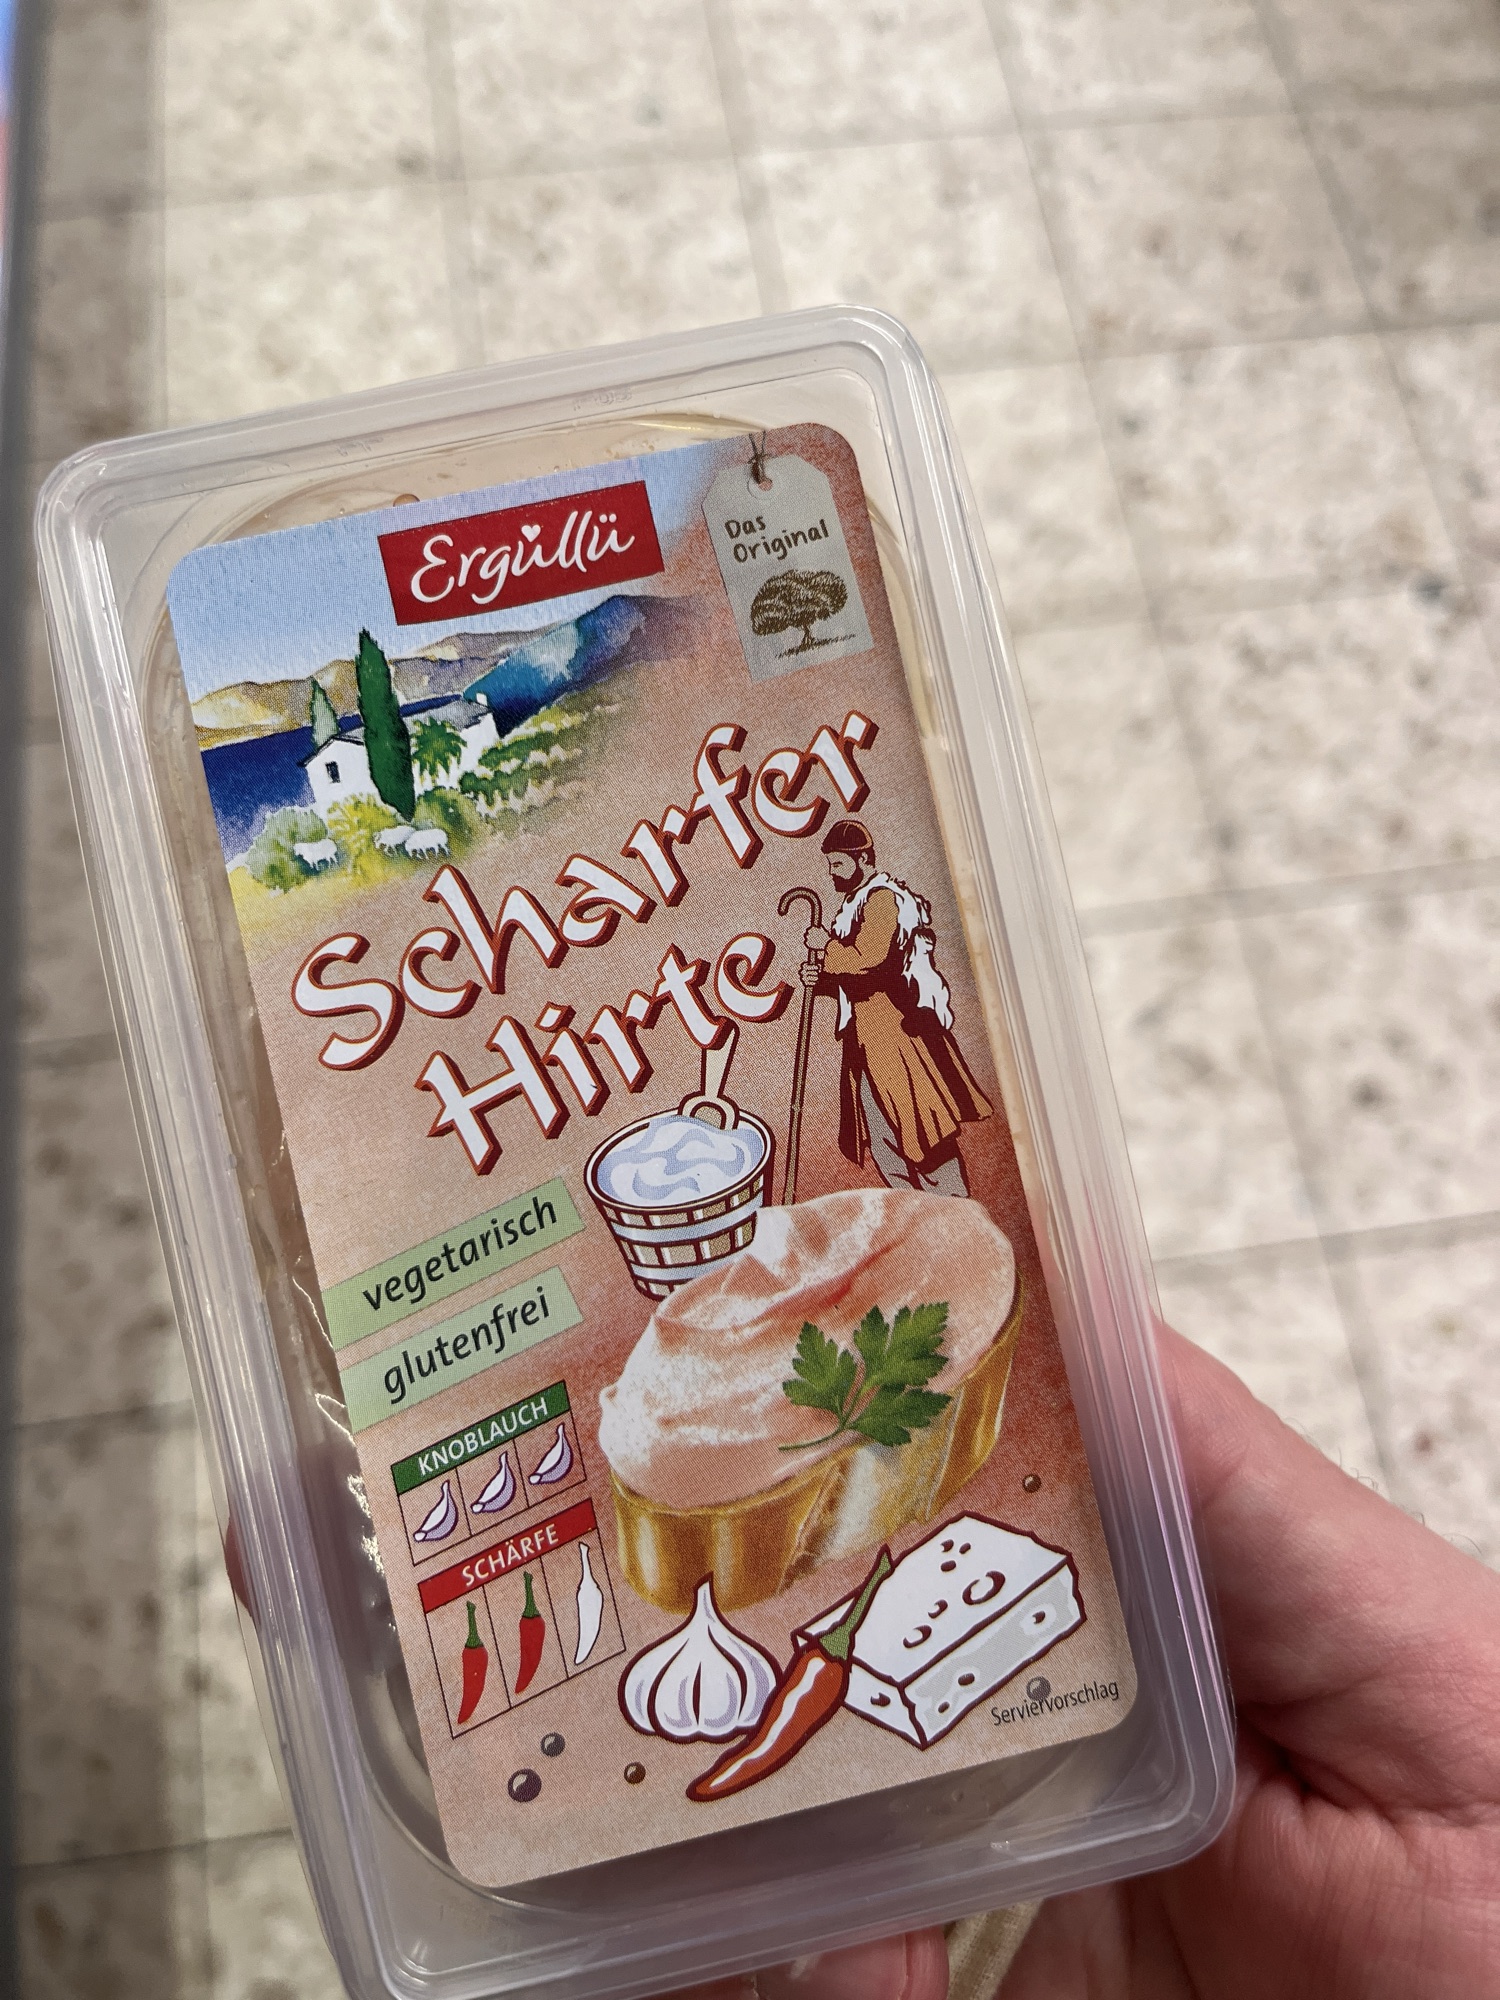 Ergüllü
Das
Original
Scharfer
Hirte
vegetarisch
glutenfrei
KNOBLAUCH
SCHÄRFE
Serviervorschlag